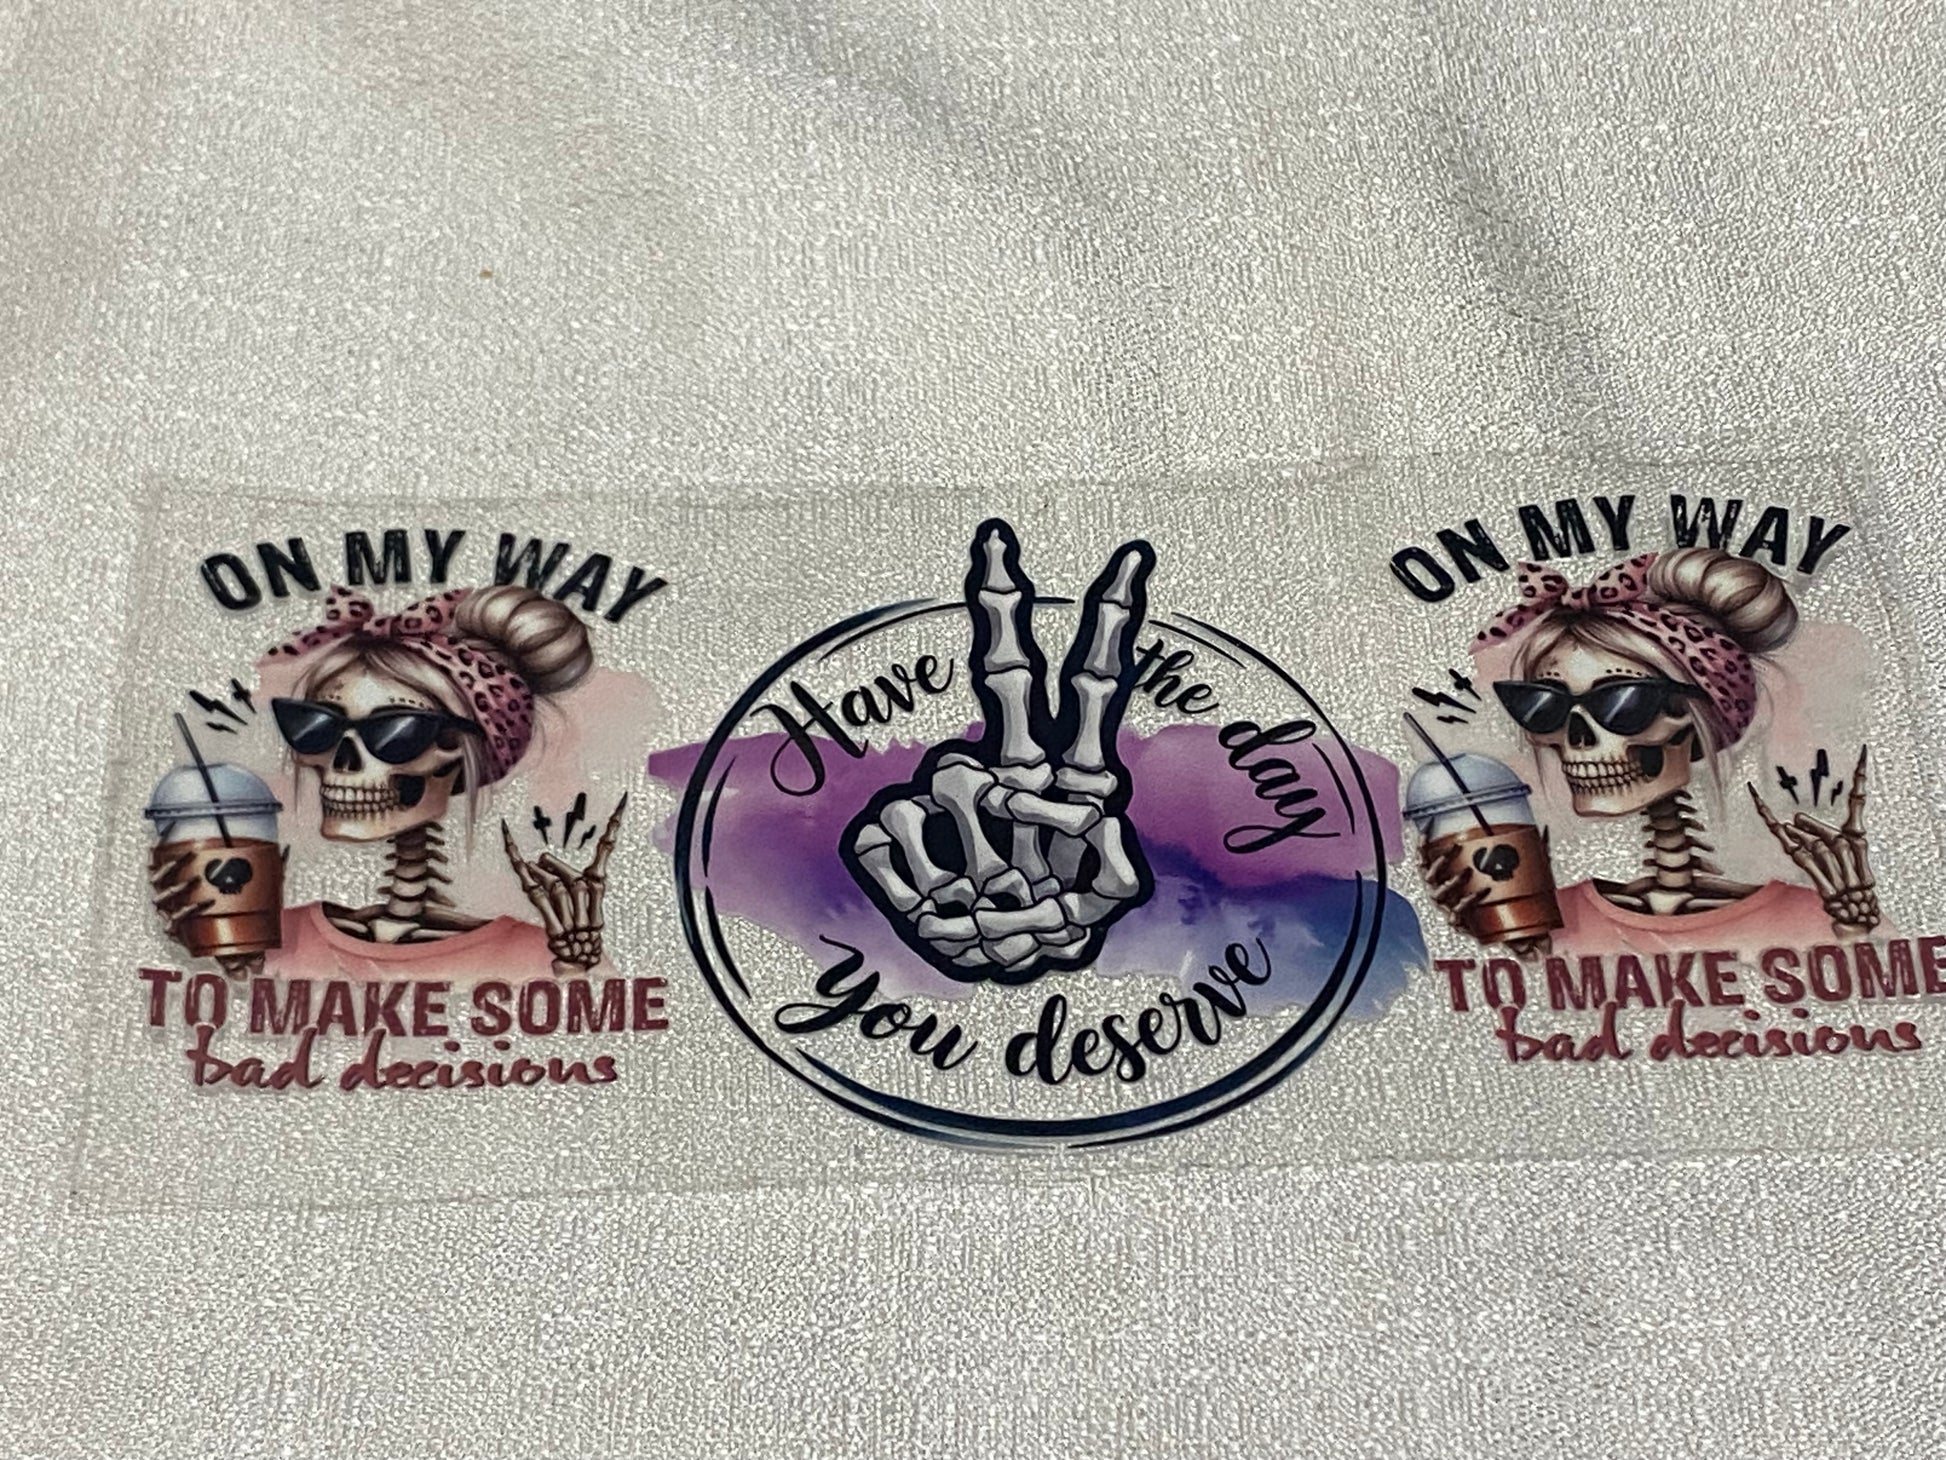 ON MY WAY
TO MAKE SOME
bad decisions
Have the day
You deserve
ON MY WAY
TO MAKE SOME
bad decisions